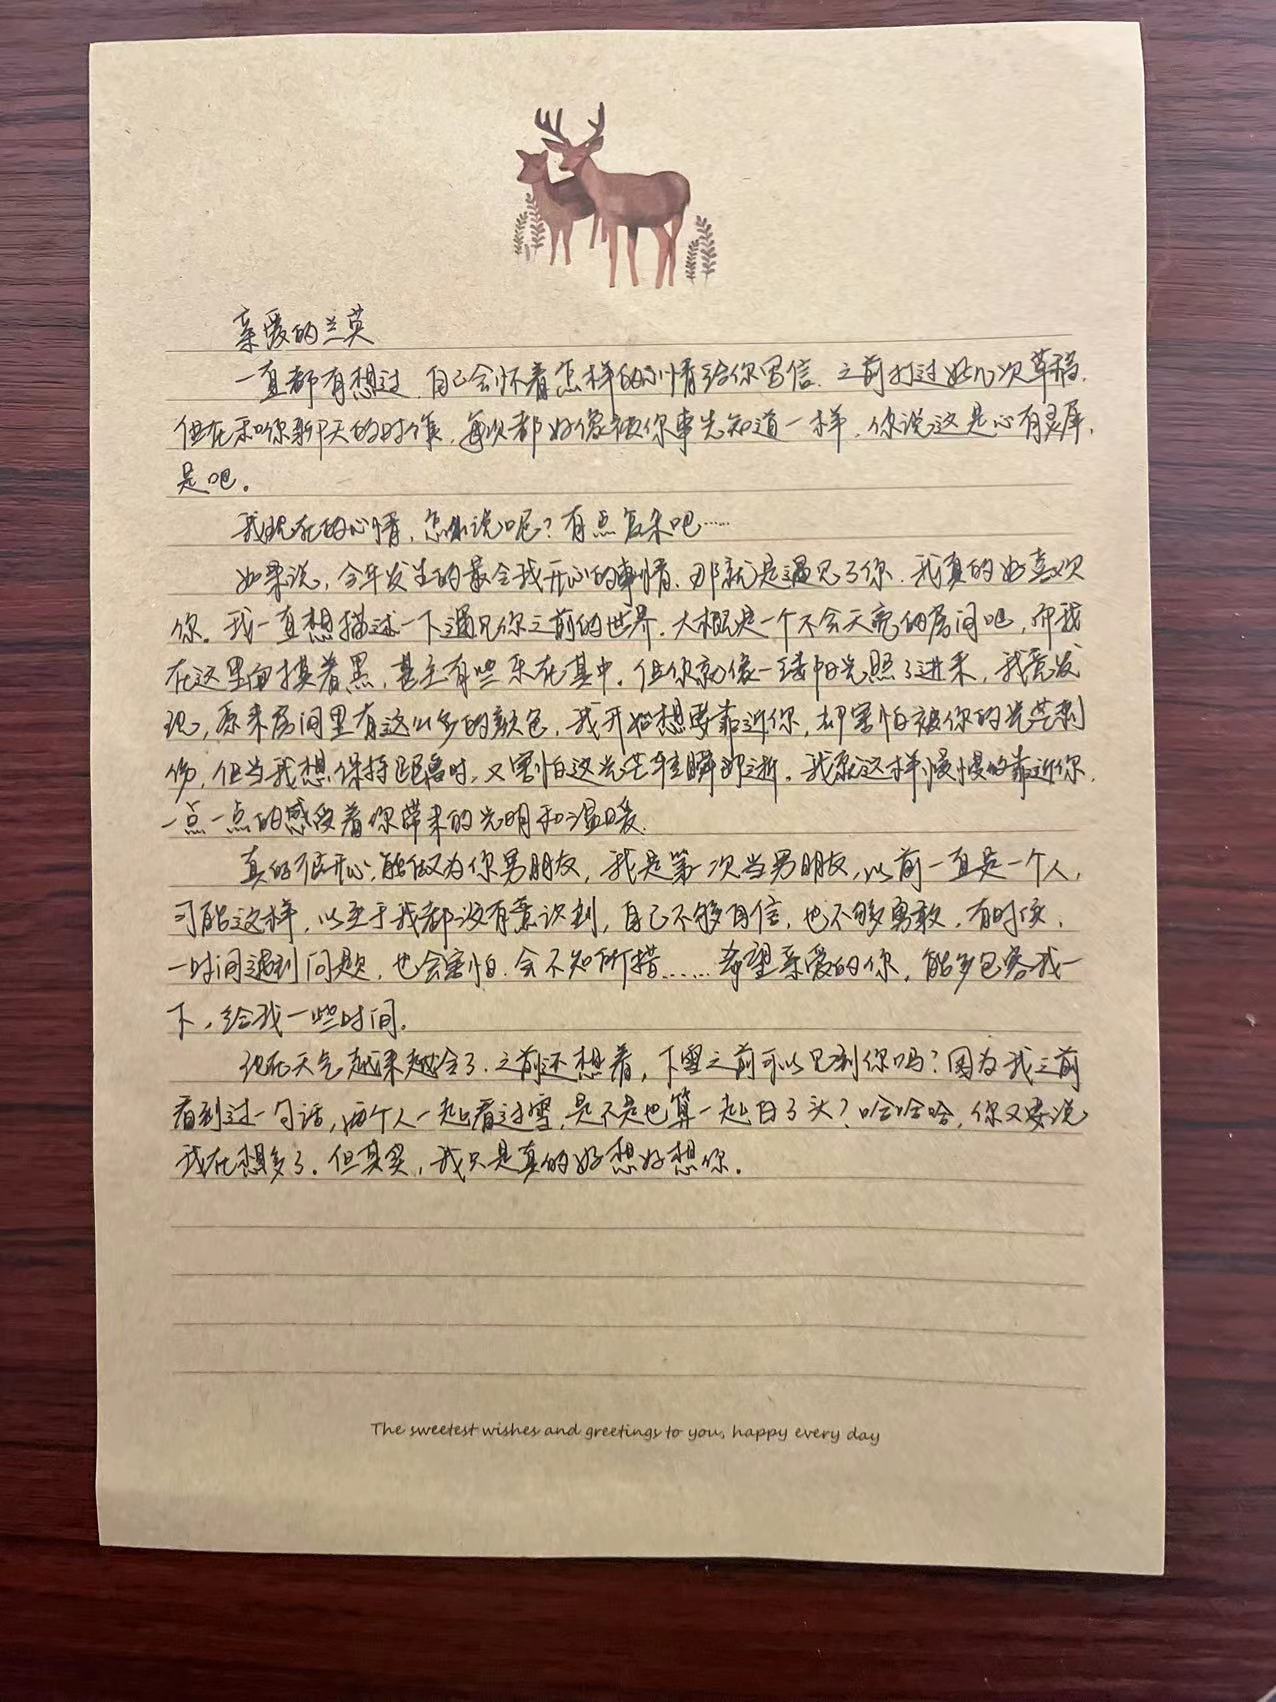 亲爱的兰英
一直都有想过,自己会怀着怎样的心情给你写信.之前打过好几次草稿.
但在和你聊天的时候,每次都好像被你事先知道一样.你说这是心有灵犀,
是吧。
我现在的心情,怎么说呢?有点复杂吧……
如果说,今年发生的最令我开心的事情.那就是遇见了你.我真的好喜欢
你。我一直想描述一下遇见你之前的世界.大概是一个不会天亮的房间吧,而我
在这里面摸着黑,甚至有些乐在其中.但你就像一缕阳光照了进来,我竟发
现,原来房间里有这么多的颜色.我开始想要靠近你,却害怕被你的光芒刺
伤,但当我想保持距离时,又害怕这光芒转瞬即逝.我就这样慢慢的靠近你.
一点一点的感受着你带来的光明和温暖.
真的很开心,能做为你男朋友,我是第一次当男朋友,以前一直是一个人,
习惯这样,以至于我都没有意识到,自己不够自信,也不够勇敢.有时候,
一时间遇到问题,也会害怕.会不知所措……希望亲爱的你,能多包容我一
下,给我一些时间.
现在天气越来越冷了.之前还想着,下雪之前可以见到你吗?因为我之前
看到过一句话,两个人一起看过雪,是不是也算一起白了头?哈哈哈,你又要说
我在想多了.但其实,我只是真的好想好想你.
The sweetest wishes and greetings to you, happy every day